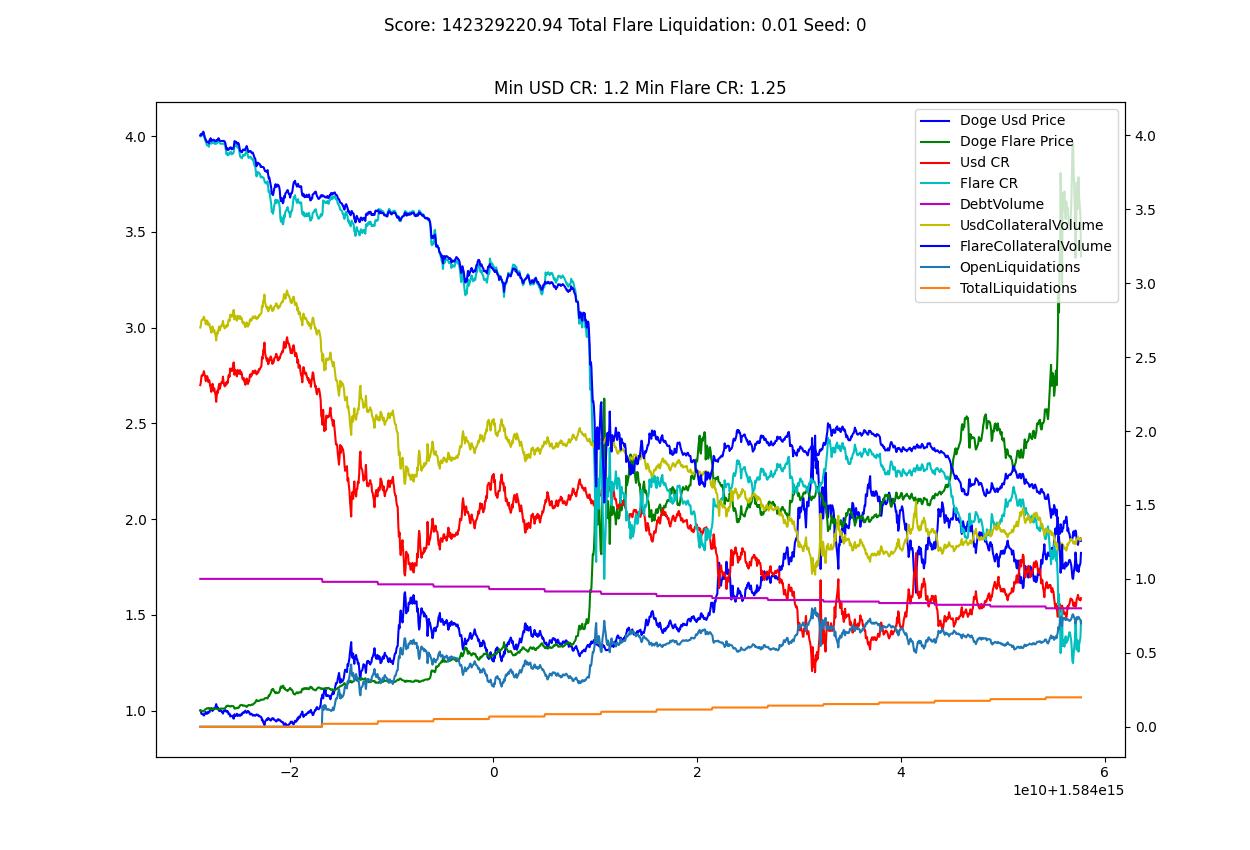 Score: 142329220.94 Total Flare Liquidation: 0.01 Seed: 0
Min USD CR: 1.2 Min Flare CR: 1.25
4.0
3.5
3.0
2.5
2.0
1.5
1.0
Doge Usd Price
Doge Flare Price
Usd CR
Flare CR
DebtVolume
UsdCollateralVolume
FlareCollateralVolume
OpenLiquidations
TotalLiquidations
4.0
3.5
3.0
2.5
2.0
1.5
1.0
0.5
0.0
−2 0 2 4 6
1e10+1.584e15